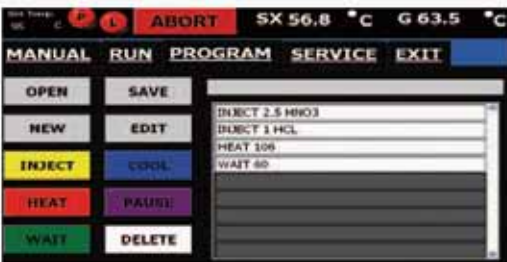 P L ABORT SX 56.8 °C G 63.5 °C
MANUAL RUN PROGRAM SERVICE EXIT
OPEN SAVE
NEW EDIT
INJECT COOL
HEAT PAUSE
WAIT DELETE
INJECT 2.5 HNO3
INJECT 1 HCL
HEAT 106
WAIT 60